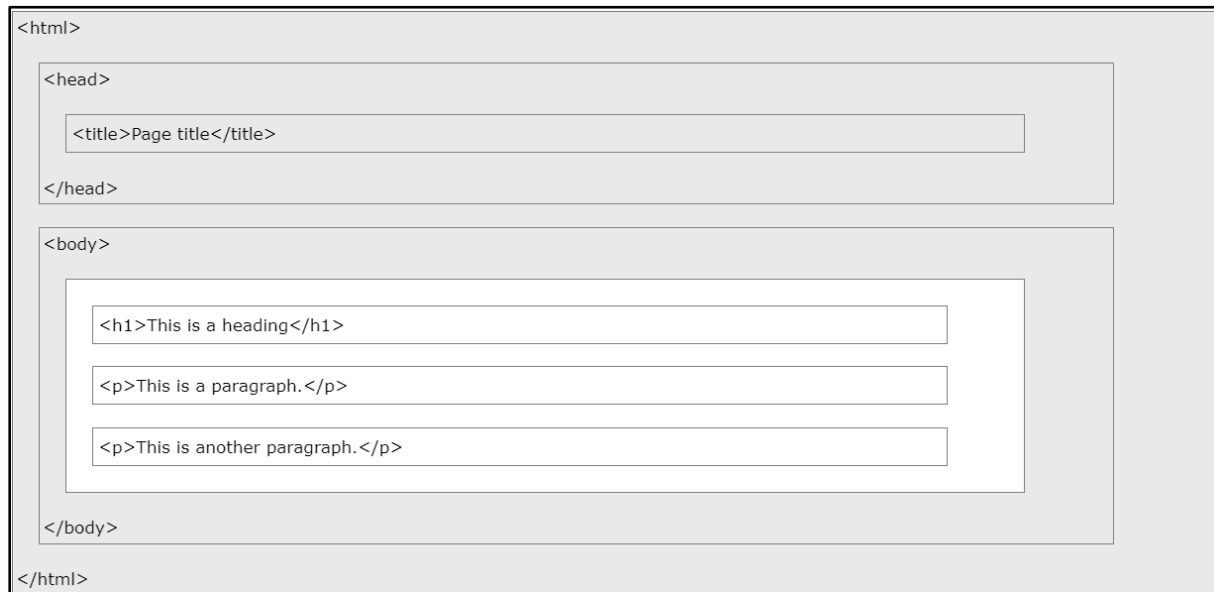 <html>
<head>
<title>Page title</title>
</head>
<body>
<h1>This is a heading</h1>
<p>This is a paragraph.</p>
<p>This is another paragraph.</p>
</body>
</html>